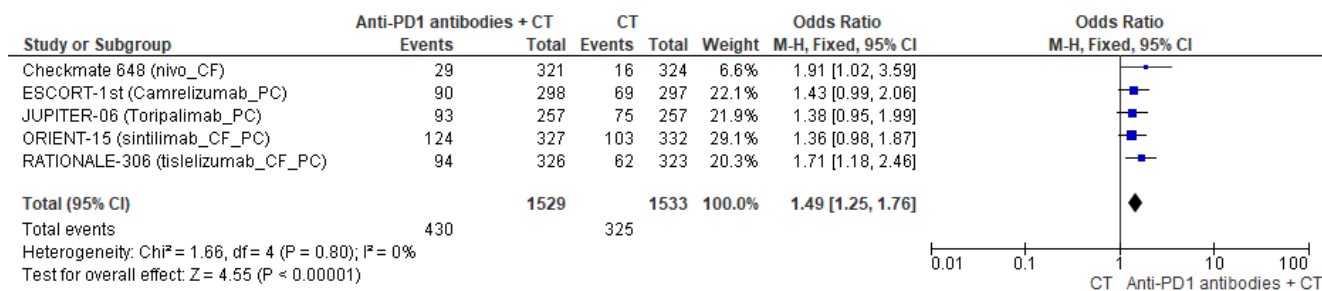 Anti-PD1 antibodies + CT CT Odds Ratio Odds Ratio
Study or Subgroup Events Total Events Total Weight M-H, Fixed, 95% CI M-H, Fixed, 95% CI
Checkmate 648 (nivo_CF) 29 321 16 324 6.6% 1.91 [1.02, 3.59]
ESCORT-1st (Camrelizumab_PC) 90 298 69 297 22.1% 1.43 [0.99, 2.06]
JUPITER-06 (Toripalimab_PC) 93 257 75 257 21.9% 1.38 [0.95, 1.99]
ORIENT-15 (sintilimab_CF_PC) 124 327 103 332 29.1% 1.36 [0.98, 1.87]
RATIONALE-306 (tislelizumab_CF_PC) 94 326 62 323 20.3% 1.71 [1.18, 2.46]
Total (95% CI) 1529 1533 100.0% 1.49 [1.25, 1.76]
Total events 430 325
Heterogeneity: Chi² = 1.66, df = 4 (P = 0.80); I² = 0%
Test for overall effect: Z = 4.55 (P < 0.00001)
0.01 0.1 1 10 100
CT Anti-PD1 antibodies + CT